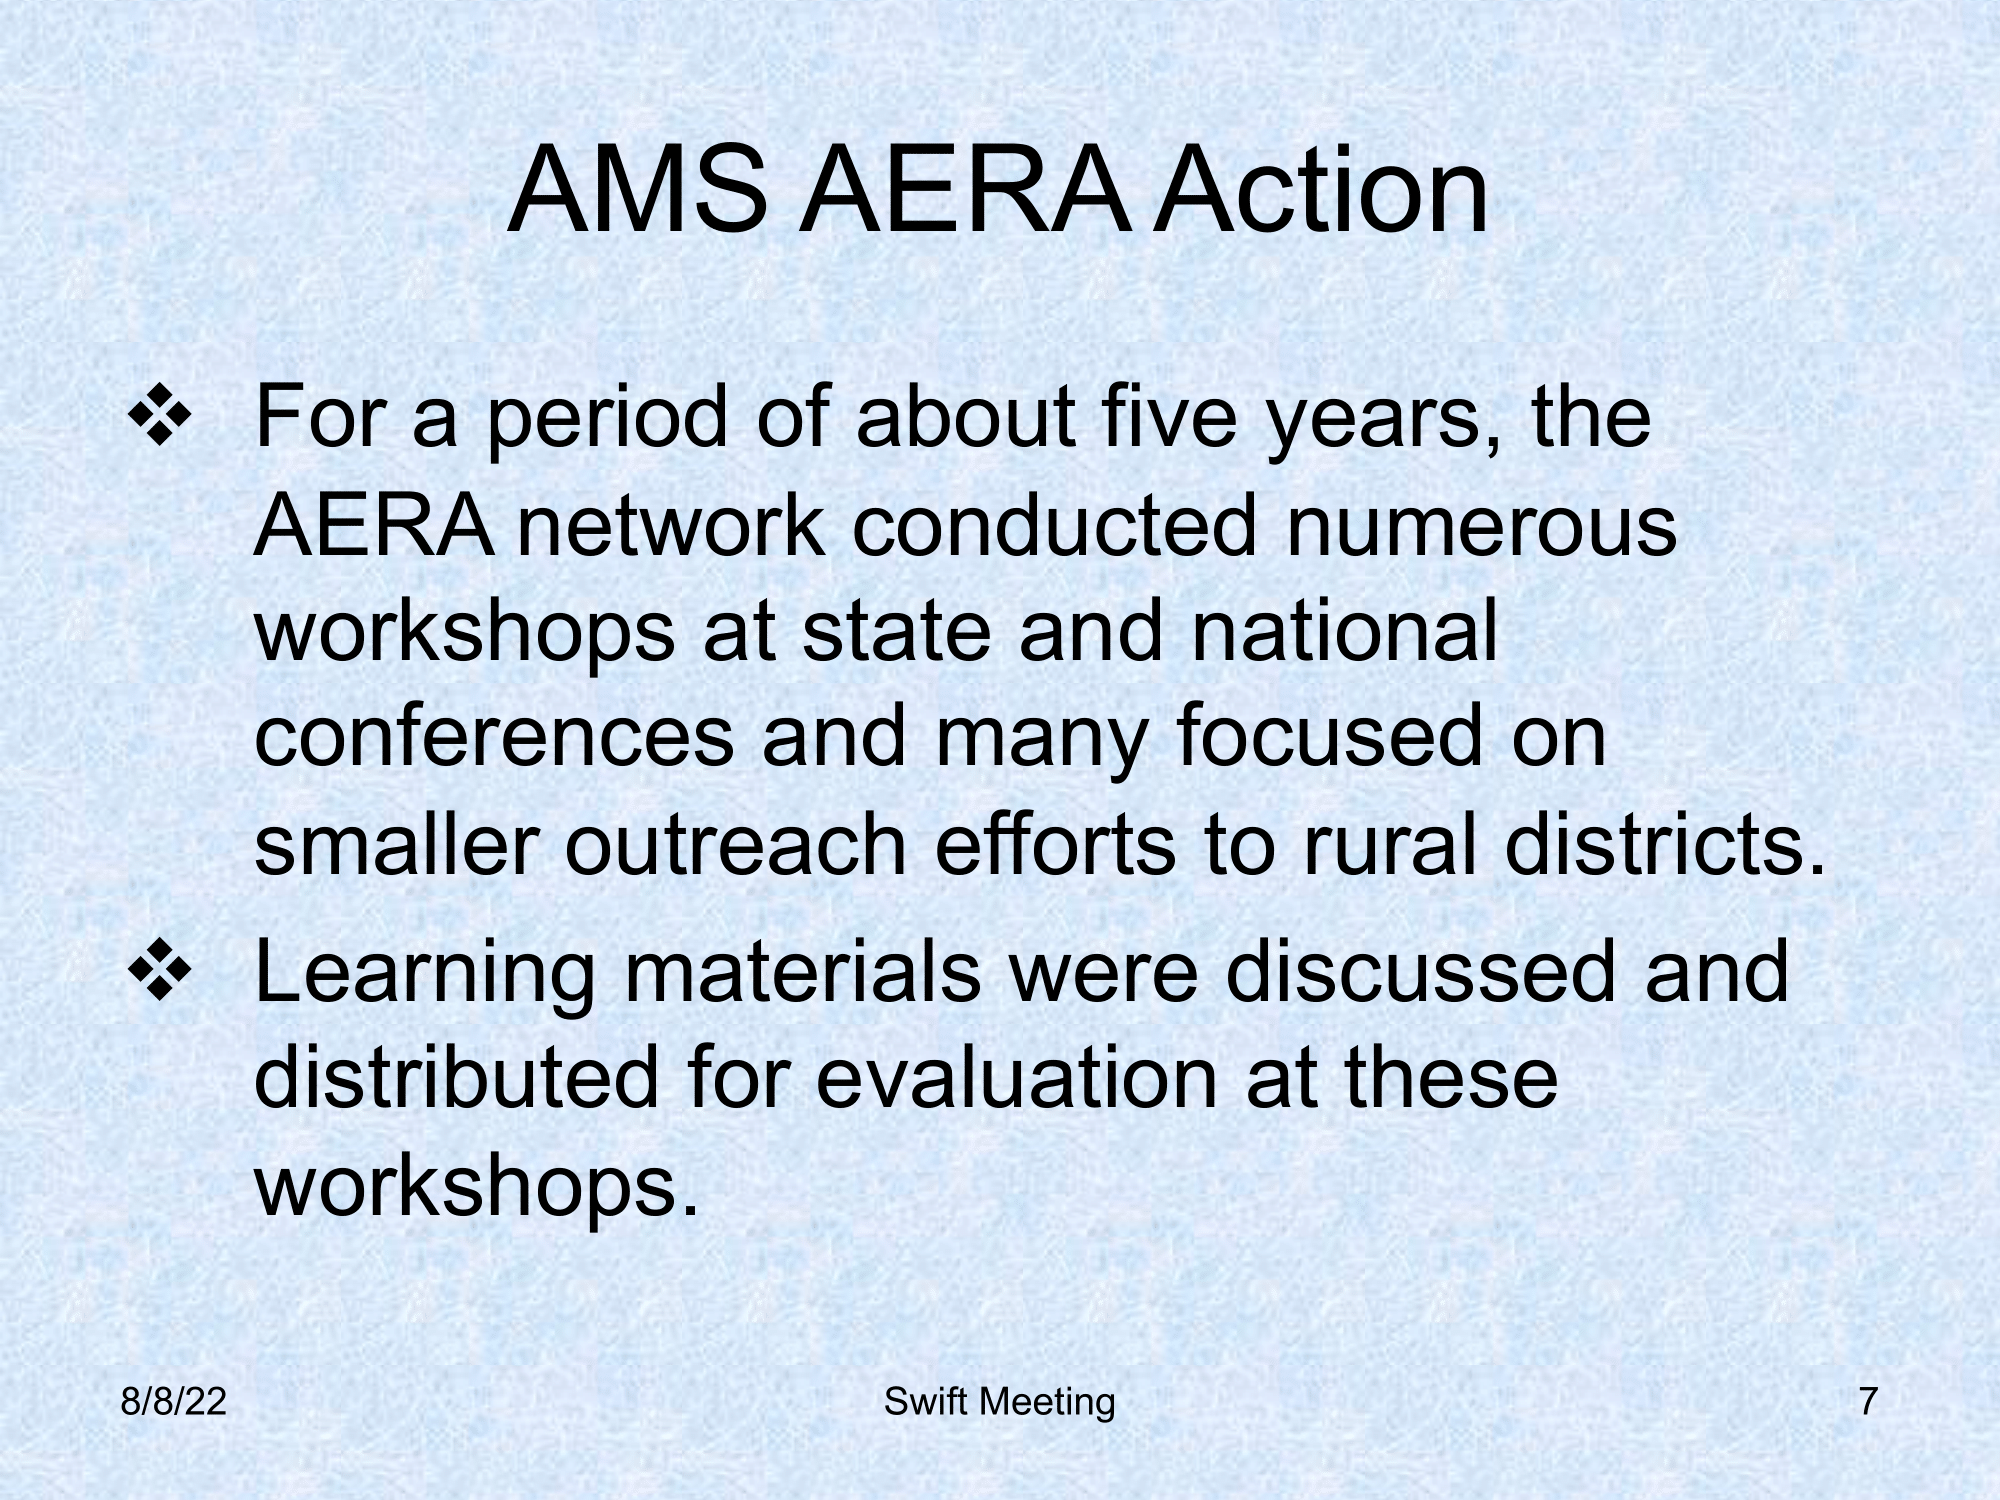 AMS AERA Action
❖ For a period of about five years, the
AERA network conducted numerous
workshops at state and national
conferences and many focused on
smaller outreach efforts to rural districts.
❖ Learning materials were discussed and
distributed for evaluation at these
workshops.
8/8/22 Swift Meeting 7